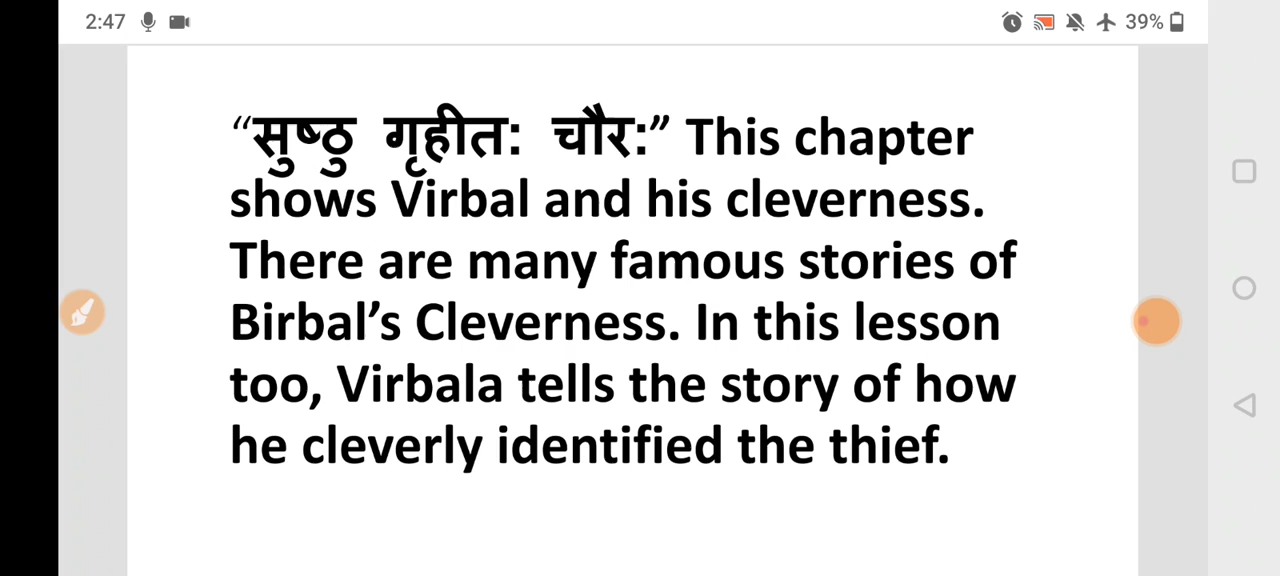 2:47 39%
“सुष्ठु गृहीत: चौर:” This chapter
shows Virbal and his cleverness.
There are many famous stories of
Birbal’s Cleverness. In this lesson
too, Virbala tells the story of how
he cleverly identified the thief.